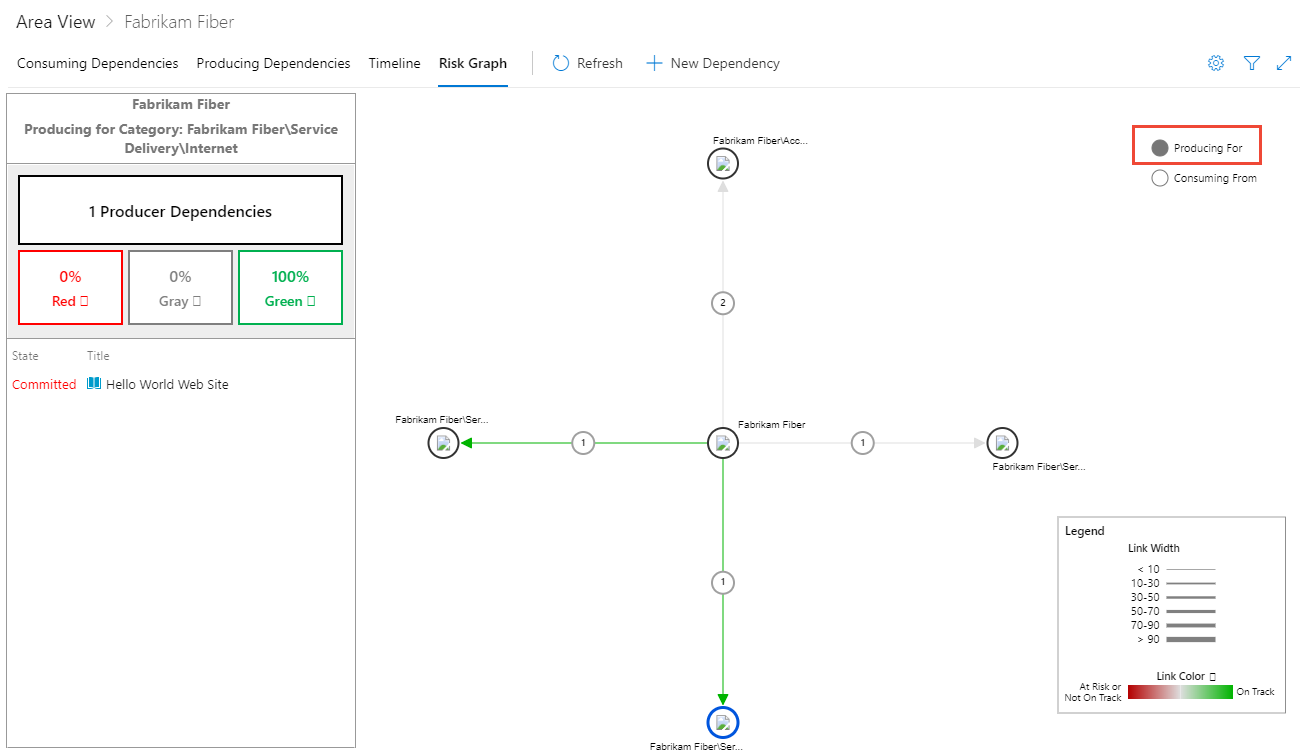 Area View > Fabrikam Fiber
Consuming Dependencies Producing Dependencies Timeline Risk Graph Refresh New Dependency
Fabrikam Fiber
Producing for Category: Fabrikam Fiber\Service
Delivery\Internet
1 Producer Dependencies
0%
Red
0%
Gray
100%
Green
State Title
Committed Hello World Web Site
Fabrikam Fiber\Acc...
2
Fabrikam Fiber\Ser...
1
Fabrikam Fiber
1
Fabrikam Fiber\Ser...
1
Fabrikam Fiber\Ser...
Producing For
Consuming From
Legend
Link Width
< 10
10-30
30-50
50-70
70-90
> 90
Link Color
At Risk or
Not On Track
On Track